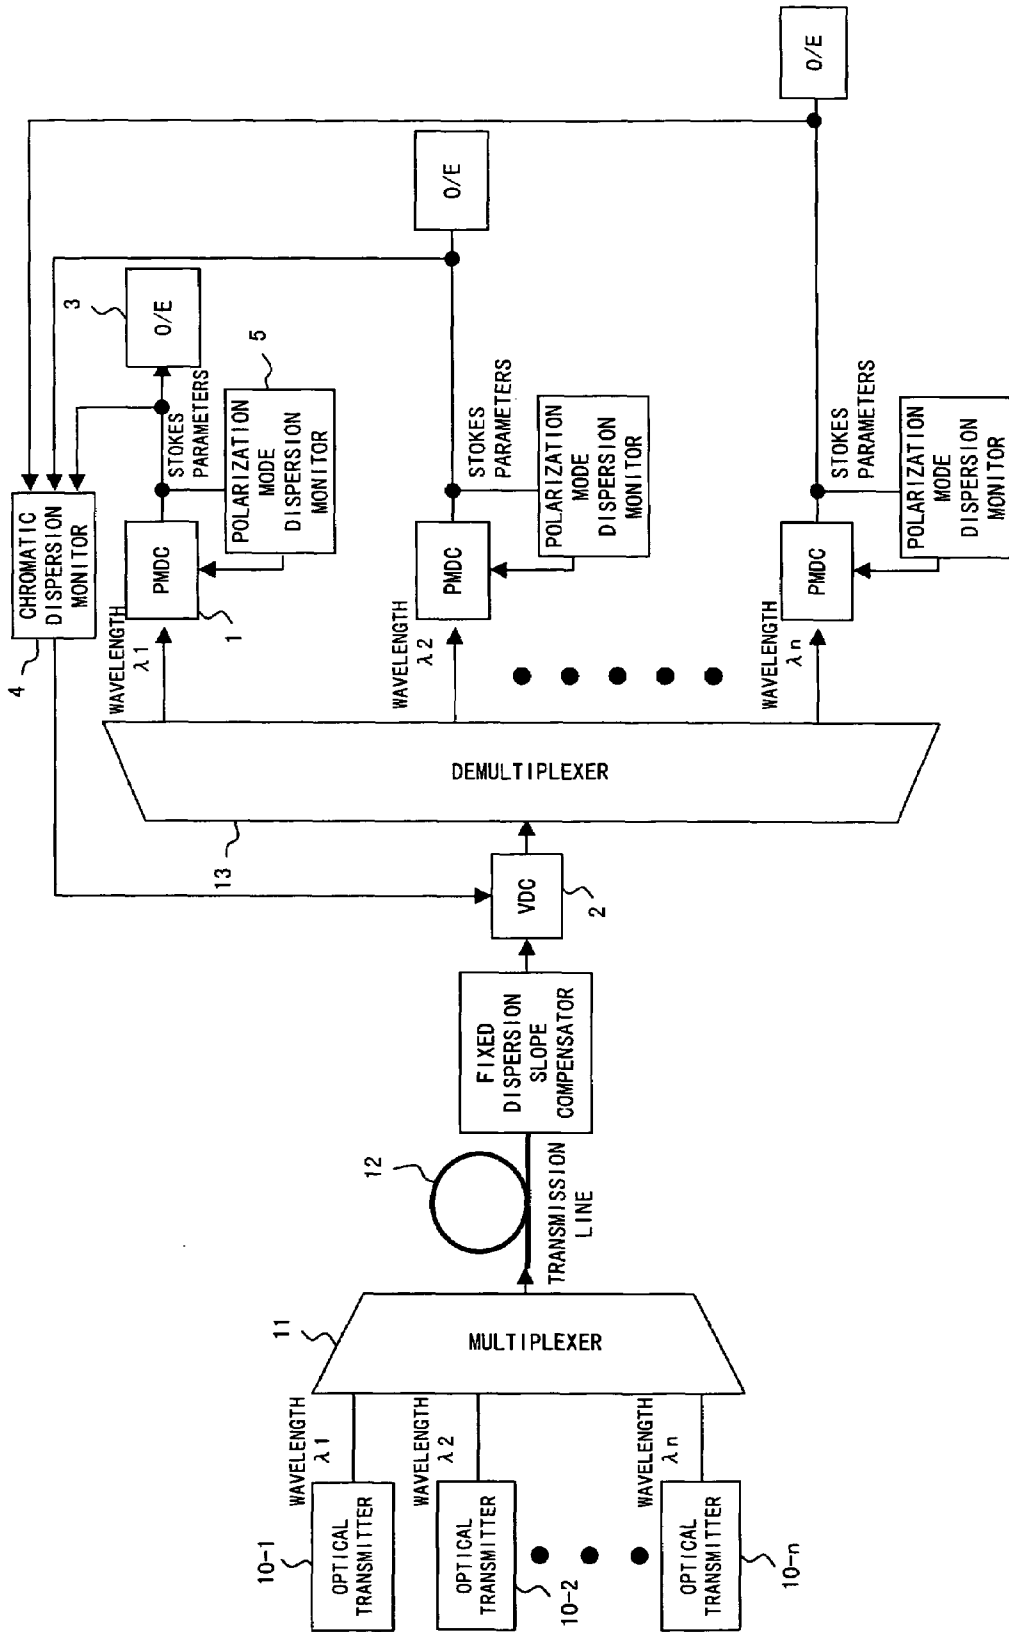 10-1
OPTICAL
TRANSMITTER
WAVELENGTH
λ1
OPTICAL
TRANSMITTER
10-2
WAVELENGTH
λ2
OPTICAL
TRANSMITTER
10-n
WAVELENGTH
λn
11
MULTIPLEXER
12
TRANSMISSION
LINE
FIXED
DISPERSION
SLOPE
COMPENSATOR
VDC
2
13
DEMULTIPLEXER
4
CHROMATIC
DISPERSION
MONITOR
WAVELENGTH
λ1
PMDC
1
STOKES
PARAMETERS
POLARIZATION
MODE
DISPERSION
MONITOR
5
3
O/E
WAVELENGTH
λ2
PMDC
STOKES
PARAMETERS
POLARIZATION
MODE
DISPERSION
MONITOR
O/E
WAVELENGTH
λn
PMDC
STOKES
PARAMETERS
POLARIZATION
MODE
DISPERSION
MONITOR
O/E